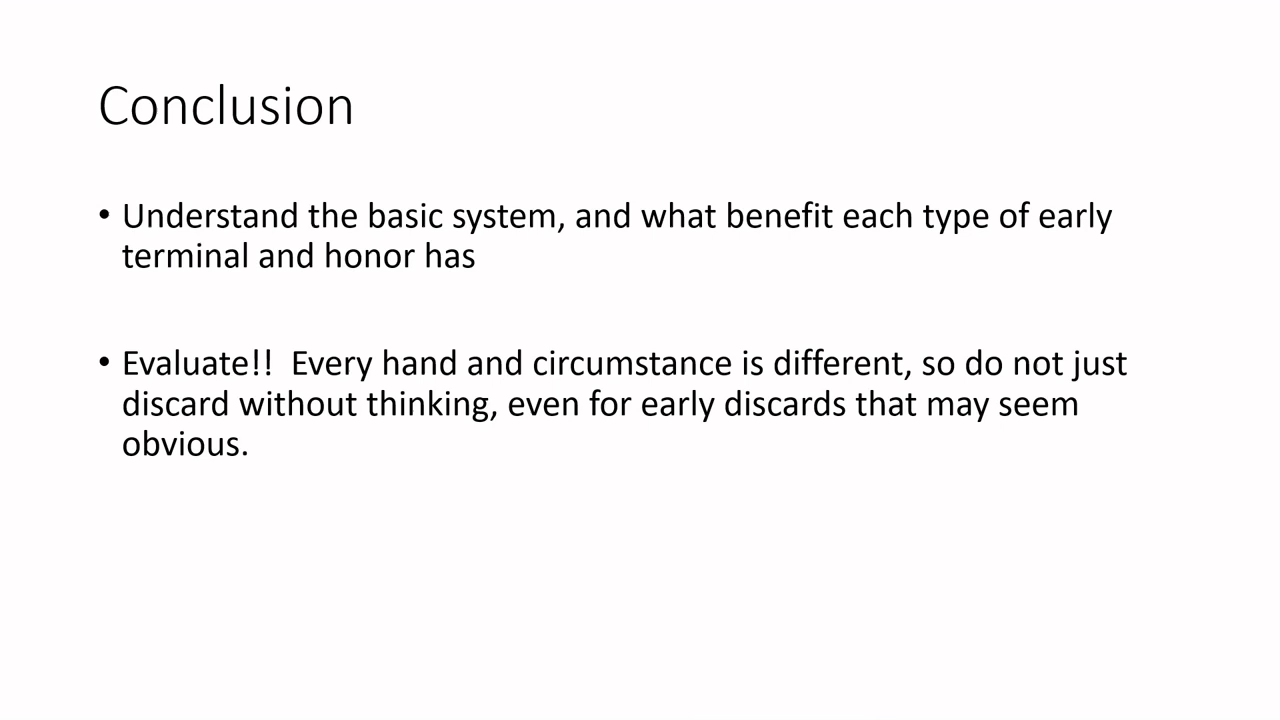 Conclusion
• Understand the basic system, and what benefit each type of early
terminal and honor has
• Evaluate!!  Every hand and circumstance is different, so do not just
discard without thinking, even for early discards that may seem
obvious.